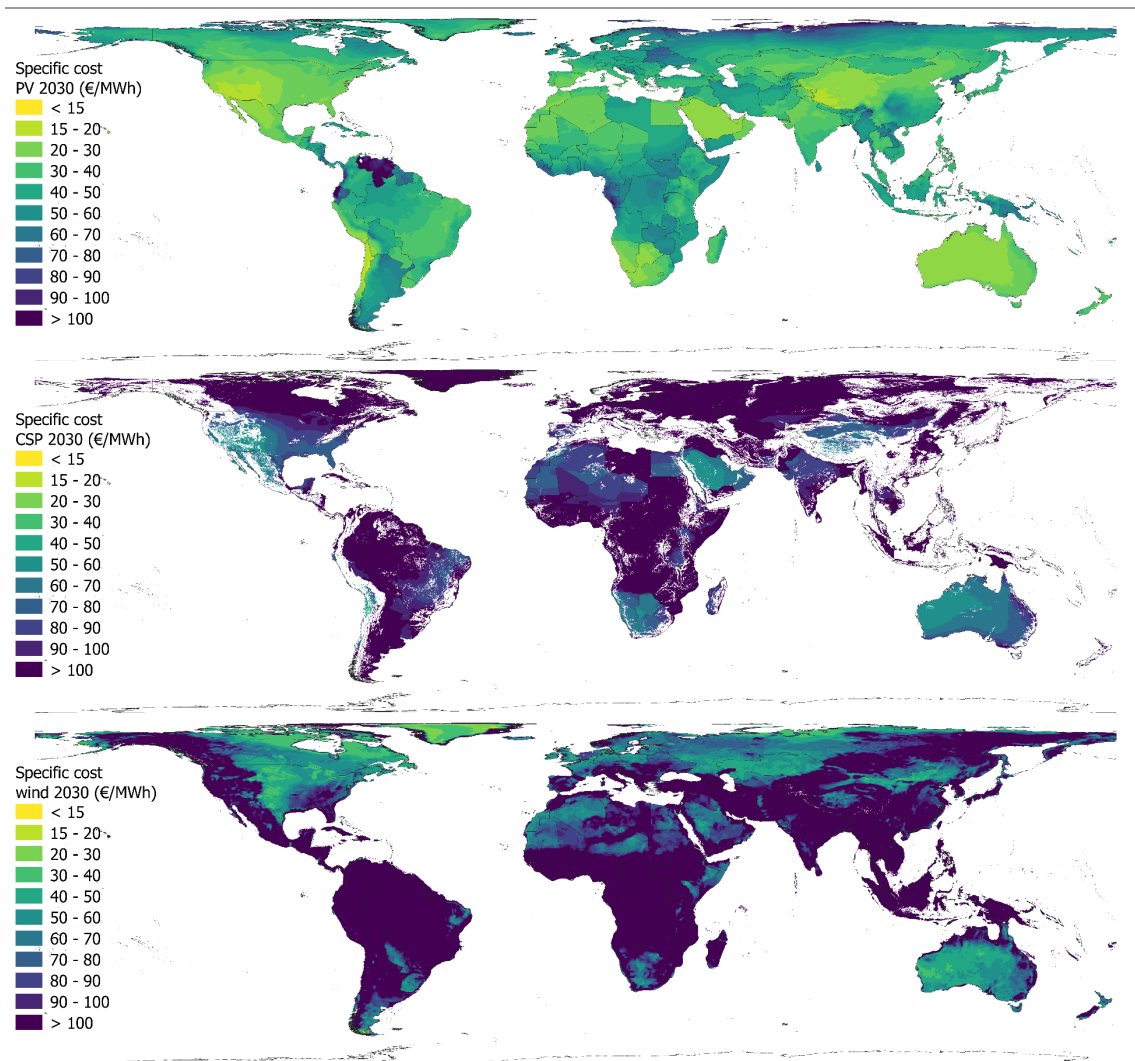 Specific cost
PV 2030 (€/MWh)
< 15
15 - 20
20 - 30
30 - 40
40 - 50
50 - 60
60 - 70
70 - 80
80 - 90
90 - 100
> 100
Specific cost
CSP 2030 (€/MWh)
< 15
15 - 20
20 - 30
30 - 40
40 - 50
50 - 60
60 - 70
70 - 80
80 - 90
90 - 100
> 100
Specific cost
wind 2030 (€/MWh)
< 15
15 - 20
20 - 30
30 - 40
40 - 50
50 - 60
60 - 70
70 - 80
80 - 90
90 - 100
> 100